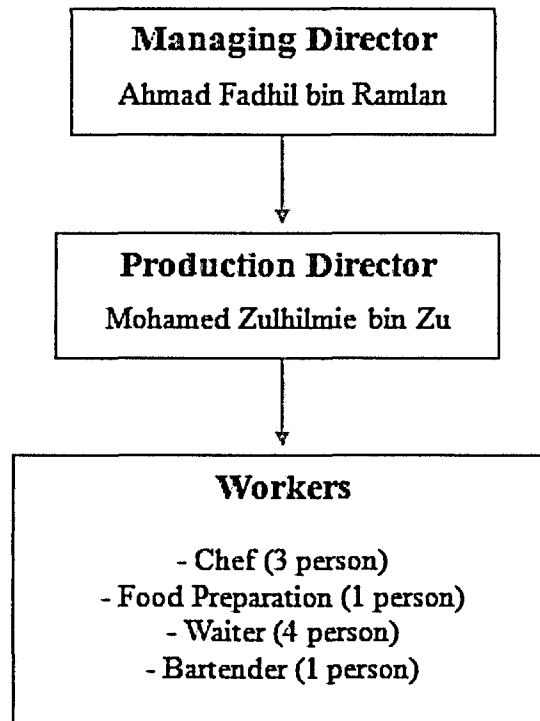 Managing Director
Ahmad Fadhil bin Ramlan
Production Director
Mohamed Zulhilmie bin Zu
Workers
- Chef (3 person)
- Food Preparation (1 person)
- Waiter (4 person)
- Bartender (1 person)